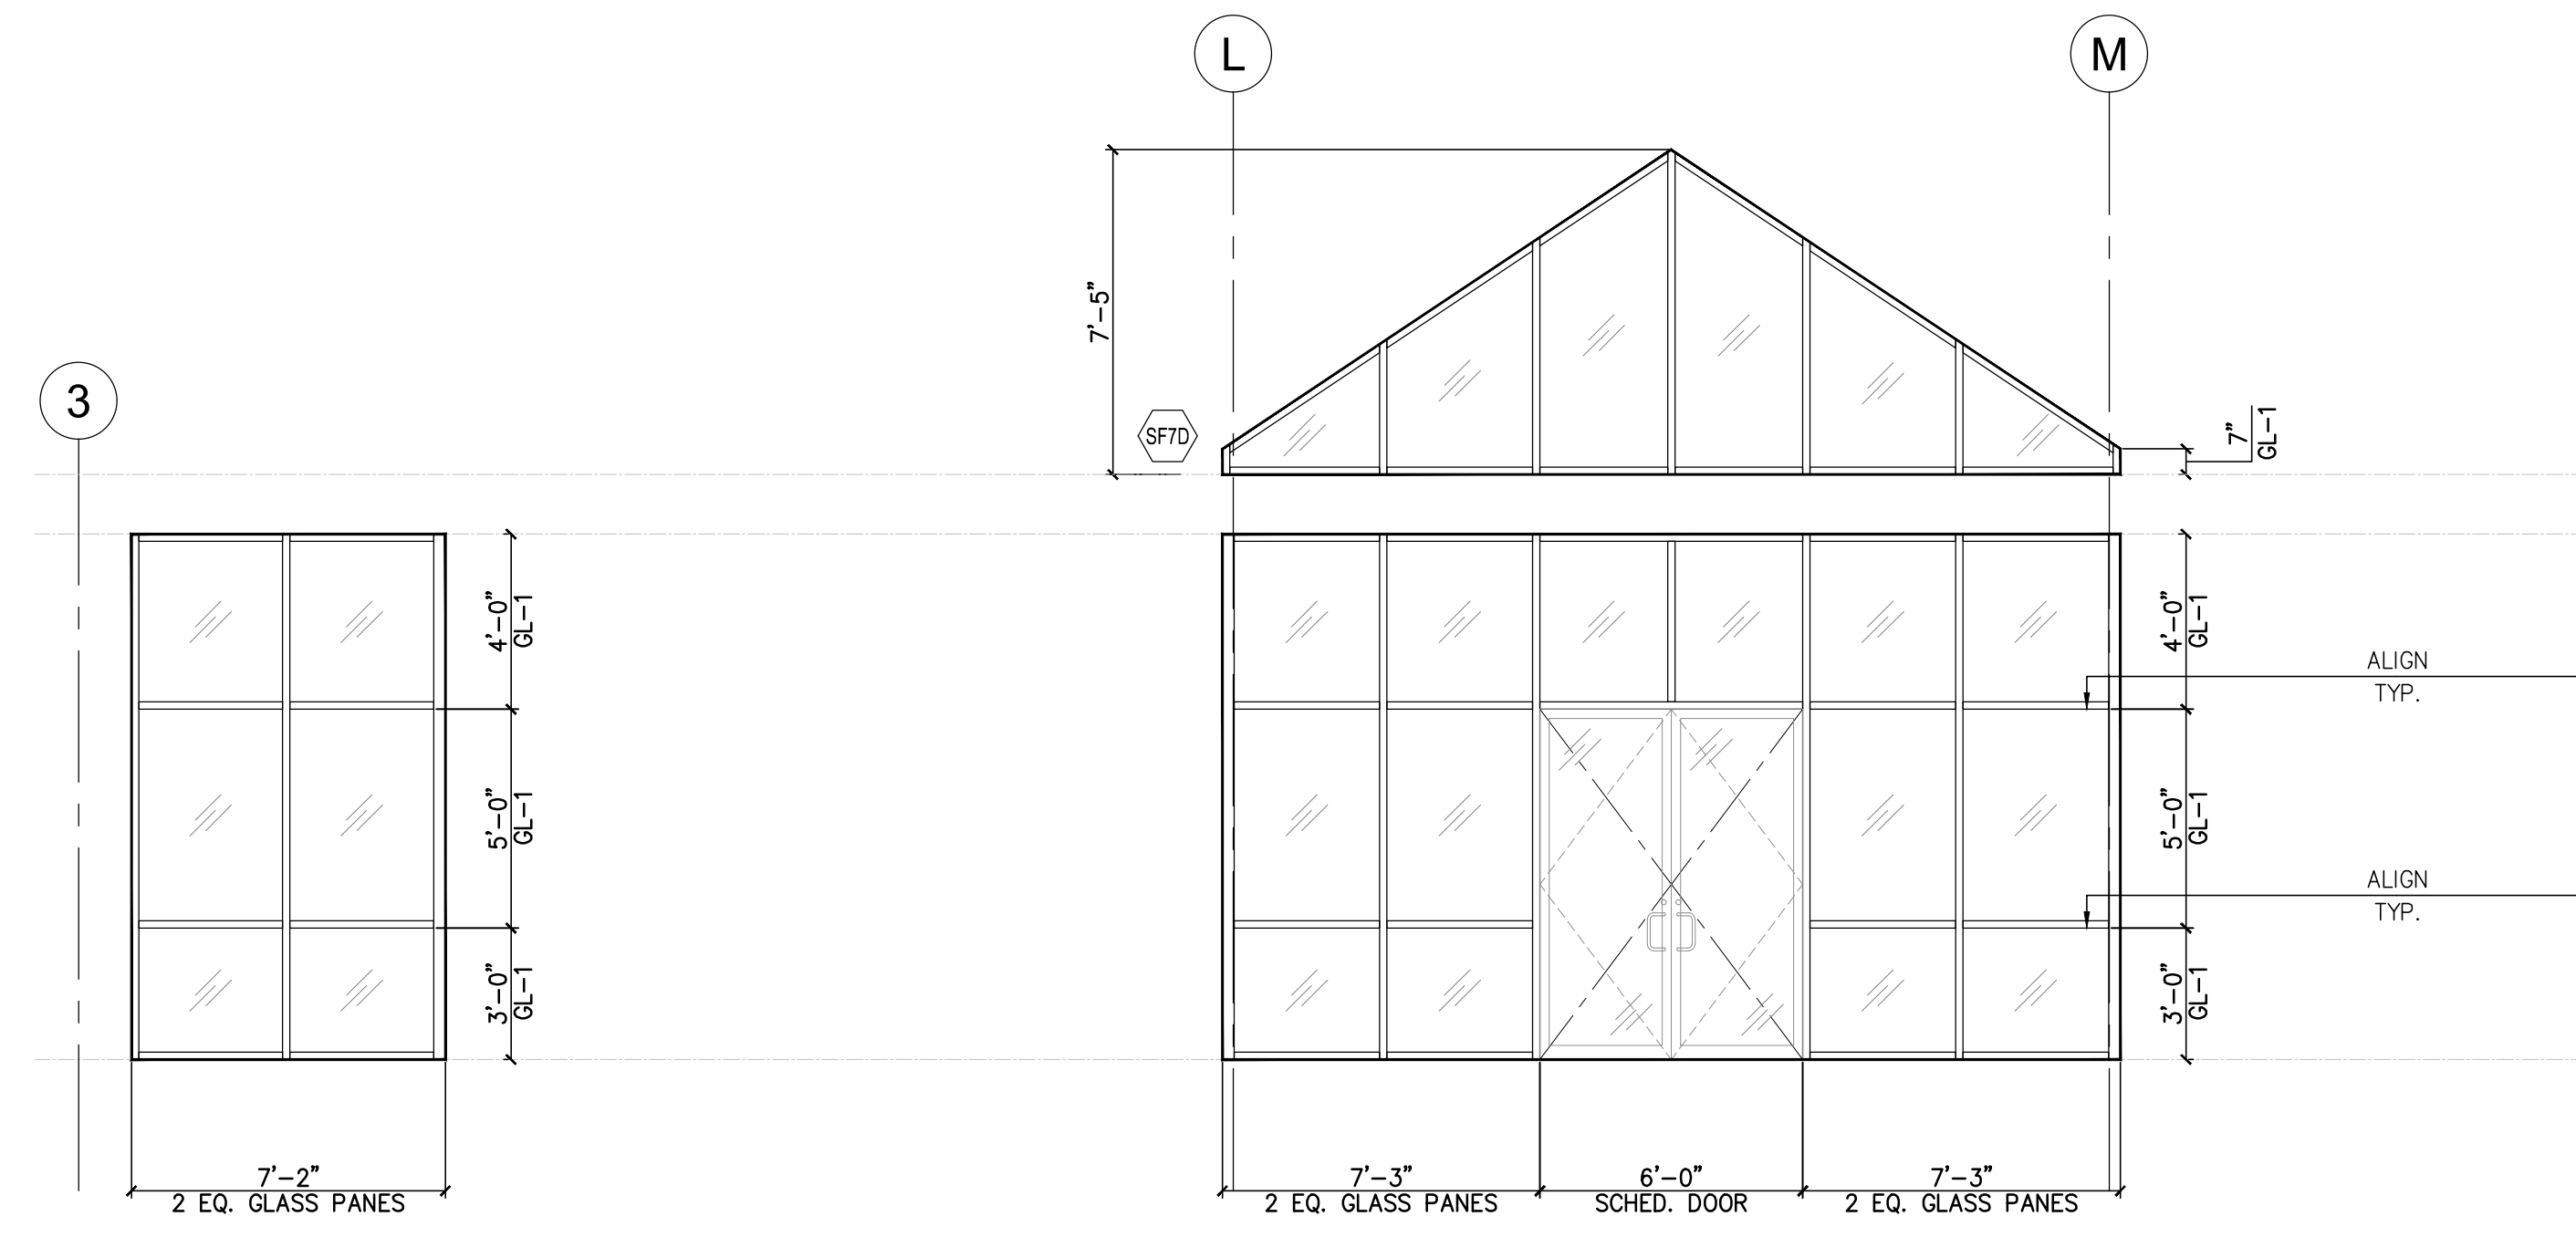 L
M
7'-5"
3
SF7D
7"
GL-1
4'-0"
GL-1
4'-0"
GL-1
ALIGN
TYP.
5'-0"
GL-1
5'-0"
GL-1
ALIGN
TYP.
3'-0"
GL-1
3'-0"
GL-1
7'-2"
2 EQ. GLASS PANES
7'-3"
2 EQ. GLASS PANES
6'-0"
SCHED. DOOR
7'-3"
2 EQ. GLASS PANES